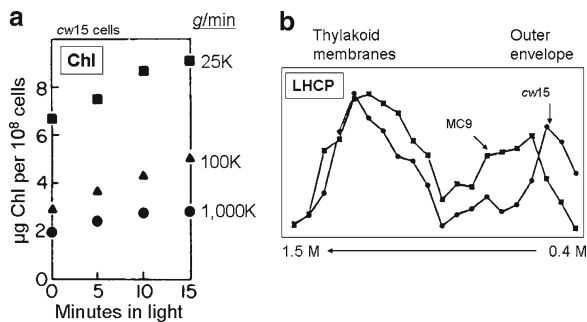 a
cw15 cells
g/min
Chl
25K
100K
1,000K
8
6
4
2
0
0 5 10 15
Minutes in light
µg Chl per 10⁸ cells
b
Thylakoid
membranes
Outer
envelope
LHCP
cw15
MC9
1.5 M
0.4 M